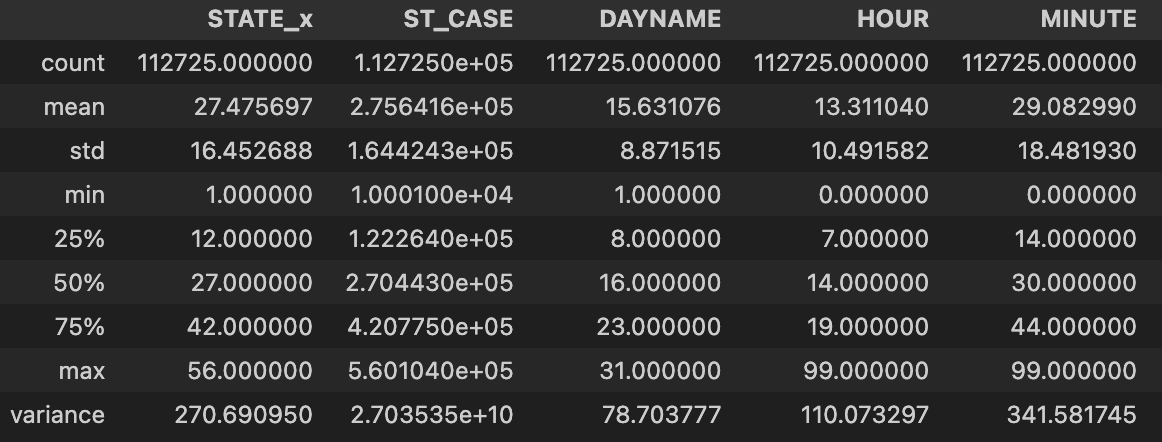 STATE_x ST_CASE DAYNAME HOUR MINUTE
count 112725.000000 1.127250e+05 112725.000000 112725.000000 112725.000000
mean 27.475697 2.756416e+05 15.631076 13.311040 29.082990
std 16.452688 1.644243e+05 8.871515 10.491582 18.481930
min 1.000000 1.000100e+04 1.000000 0.000000 0.000000
25% 12.000000 1.222640e+05 8.000000 7.000000 14.000000
50% 27.000000 2.704430e+05 16.000000 14.000000 30.000000
75% 42.000000 4.207750e+05 23.000000 19.000000 44.000000
max 56.000000 5.601040e+05 31.000000 99.000000 99.000000
variance 270.690950 2.703535e+10 78.703777 110.073297 341.581745